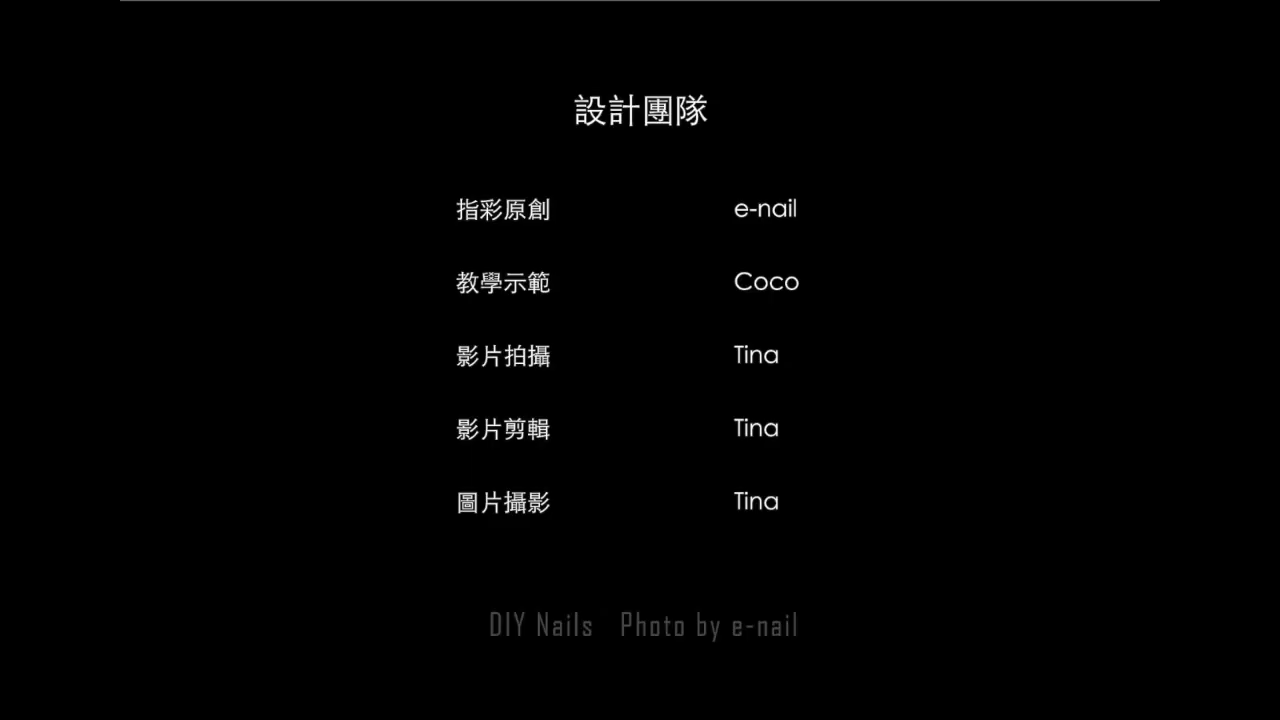 設計團隊
指彩原創 e-nail
教學示範 Coco
影片拍攝 Tina
影片剪輯 Tina
圖片攝影 Tina
DIY Nails Photo by e-nail